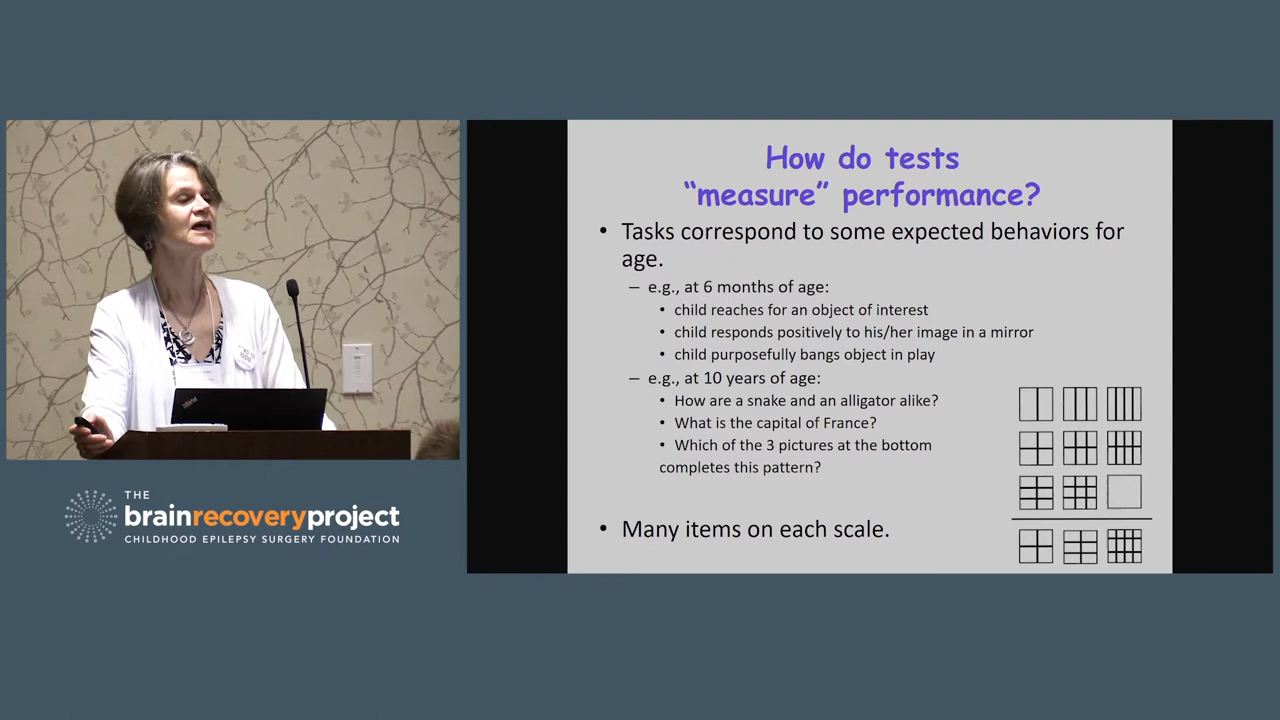 How do tests
“measure” performance?
• Tasks correspond to some expected behaviors for
age.
– e.g., at 6 months of age:
• child reaches for an object of interest
• child responds positively to his/her image in a mirror
• child purposefully bangs object in play
– e.g., at 10 years of age:
• How are a snake and an alligator alike?
• What is the capital of France?
• Which of the 3 pictures at the bottom
completes this pattern?
• Many items on each scale.
THE
brainrecoveryproject
CHILDHOOD EPILEPSY SURGERY FOUNDATION